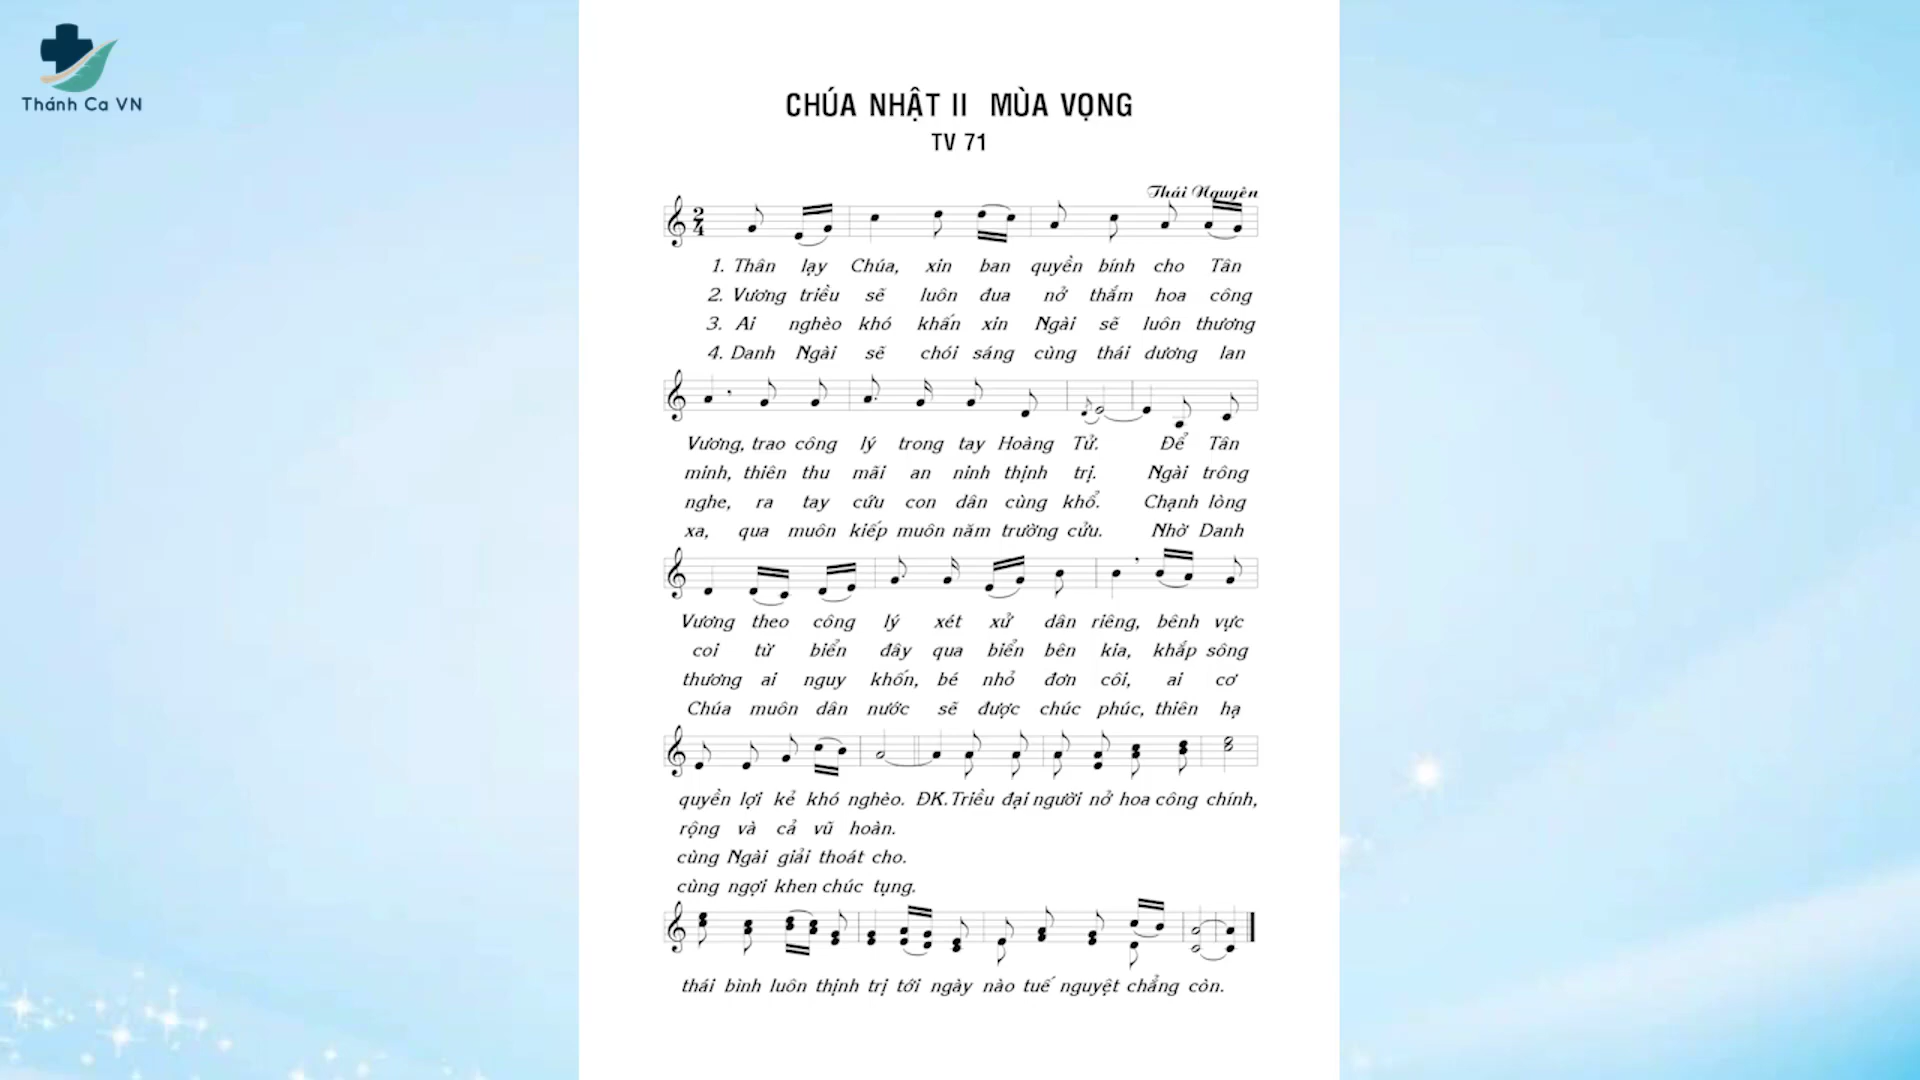 Thánh Ca VN
CHÚA NHẬT II MÙA VỌNG
TV 71
Thái Nguyên
1. Thân lạy Chúa, xin ban quyền bính cho Tân
2. Vương triều sẽ luôn đua nở thắm hoa công
3. Ai nghèo khó khấn xin Ngài sẽ luôn thương
4. Danh Ngài sẽ chói sáng cùng thái dương lan
Vương, trao công lý trong tay Hoàng Tử. Để Tân
minh, thiên thu mãi an ninh thịnh trị. Ngài trông
nghe, ra tay cứu con dân cùng khổ. Chạnh lòng
xa, qua muôn kiếp muôn năm trường cửu. Nhờ Danh
Vương theo công lý xét xử dân riêng, bênh vực
coi từ biển đây qua biển bên kia, khắp sông
thương ai nguy khốn, bé nhỏ đơn côi, ai cơ
Chúa muôn dân nước sẽ được chúc phúc, thiên hạ
quyền lợi kẻ khó nghèo. ĐK. Triều đại người nở hoa công chính,
rộng và cả vũ hoàn.
cùng Ngài giải thoát cho.
cùng ngợi khen chúc tụng.
thái bình luôn thịnh trị tới ngày nào tuế nguyệt chẳng còn.